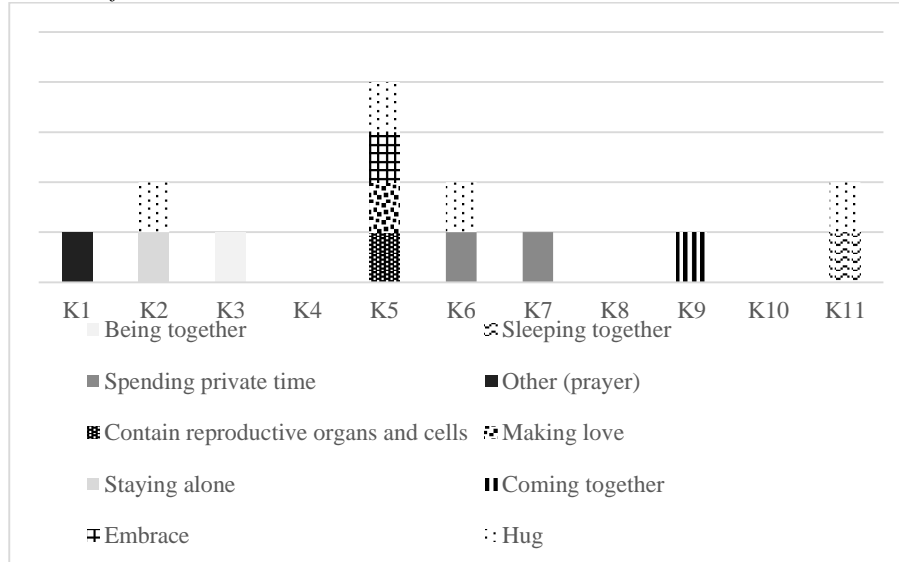 K1 K2 K3 K4 K5 K6 K7 K8 K9 K10 K11
Being together Sleeping together
Spending private time Other (prayer)
Contain reproductive organs and cells Making love
Staying alone Coming together
Embrace Hug